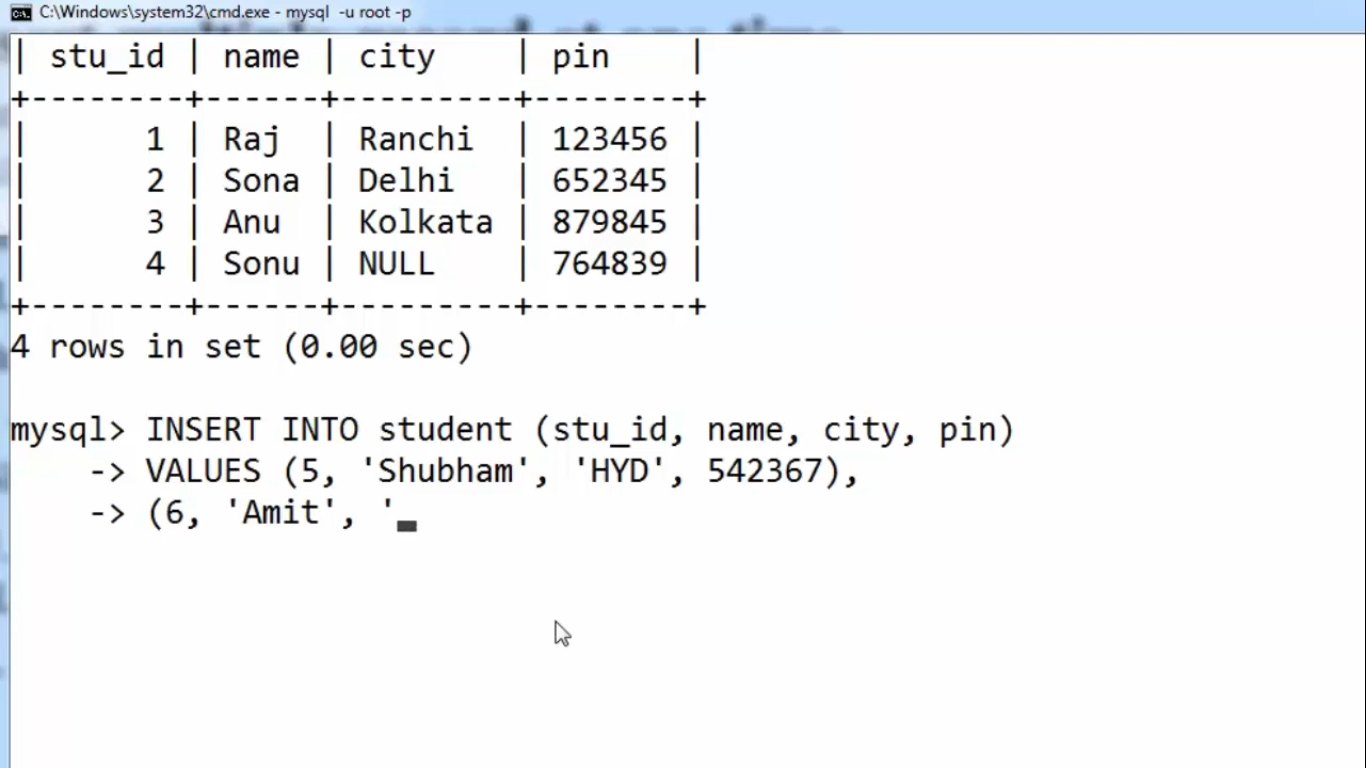 C:\Windows\system32\cmd.exe - mysql  -u root -p
| stu_id | name | city    | pin    |
+--------+------+---------+--------+
|      1 | Raj  | Ranchi  | 123456 |
|      2 | Sona | Delhi   | 652345 |
|      3 | Anu  | Kolkata | 879845 |
|      4 | Sonu | NULL    | 764839 |
+--------+------+---------+--------+
4 rows in set (0.00 sec)
mysql> INSERT INTO student (stu_id, name, city, pin)
    -> VALUES (5, 'Shubham', 'HYD', 542367),
    -> (6, 'Amit', '